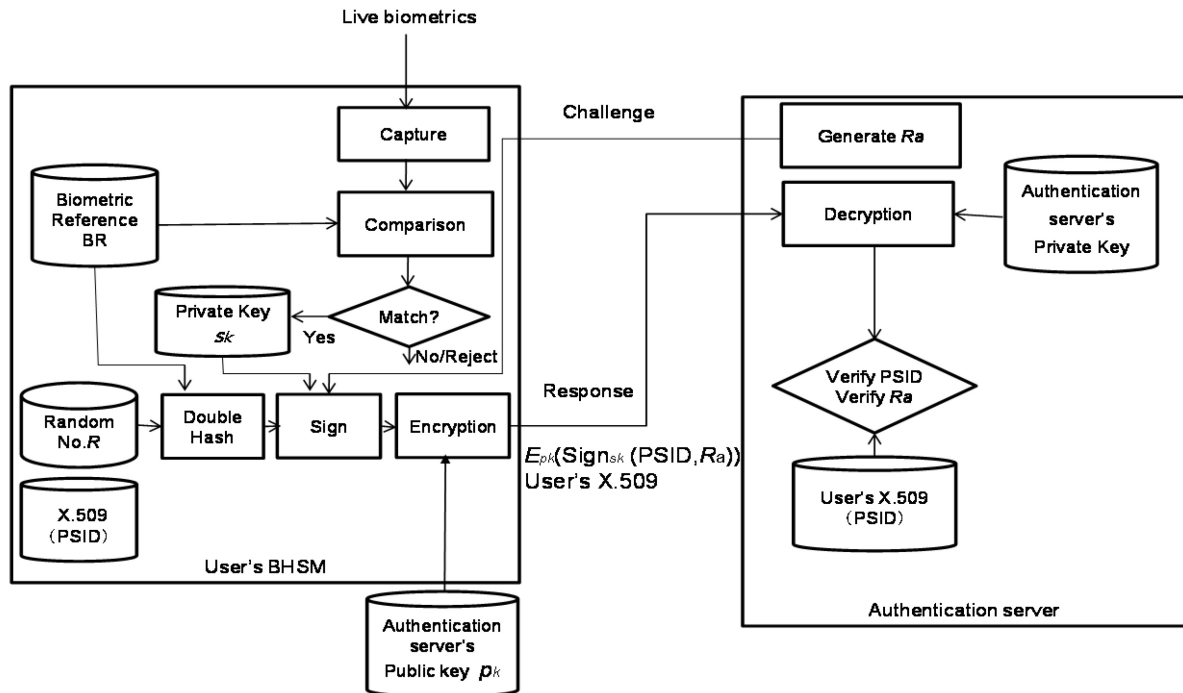 Live biometrics
Capture
Challenge
Generate Ra
Biometric
Reference
BR
Comparison
Decryption
Authentication
server's
Private Key
Private Key
sk
Yes
Match?
No/Reject
Verify PSID
Verify Ra
Random
No.R
Double
Hash
Sign
Encryption
Response
Epk(Signsk (PSID,Ra))
User's X.509
X.509
(PSID)
User's X.509
(PSID)
User's BHSM
Authentication server
Authentication
server's
Public key pk